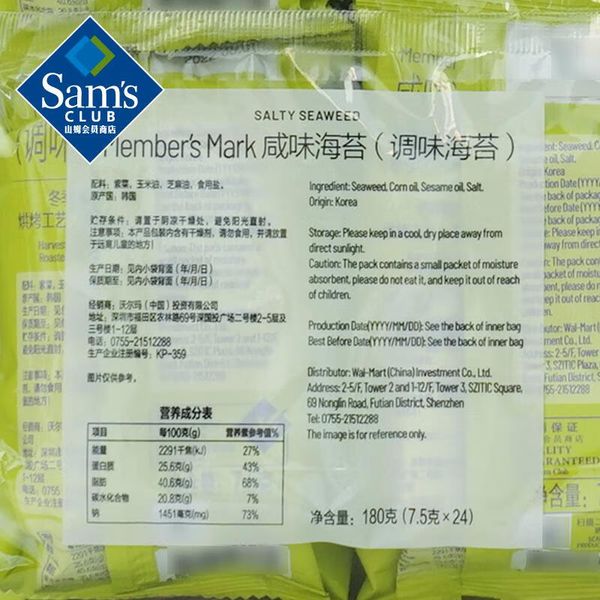 Sam's
CLUB
山姆会员商店
SALTY SEAWEED
Member's Mark 咸味海苔（调味海苔）
配料：紫菜，玉米油，芝麻油，食用盐。
原产国：韩国
贮存条件：请置于阴凉干燥处，避免阳光直射。
注意事项：本产品包装内含有干燥剂，请勿食用，并请放置
于远离儿童的地方！
生产日期：见内小袋背面（年/月/日）
保质期至：见内小袋背面（年/月/日）
经销商：沃尔玛（中国）投资有限公司
地址：深圳市福田区农林路69号深国投广场二号楼2-5层及
三号楼1-12层
电话：0755-21512288
生产企业注册编号：KP-359
图片仅供参考。
Ingredient: Seaweed, Corn oil, Sesame oil, Salt.
Origin: Korea
Storage: Please keep in a cool, dry place away from
direct sunlight.
Caution: The pack contains a small packet of moisture
absorbent, please do not eat it, and keep it out of reach
of children.
Production Date(YYYY/MM/DD): See the back of inner bag
Best Before Date(YYYY/MM/DD): See the back of inner bag
Distributor: Wal-Mart (China) Investment Co., Ltd.
Address: 2-5/F, Tower 2 and 1-12/F, Tower 3, SZITIC Square,
69 Nonglin Road, Futian District, Shenzhen
Tel: 0755-21512288
The image is for reference only.
营养成分表
项目 每100克(g) 营养素参考值%
能量 2291千焦(kJ) 27%
蛋白质 25.6克(g) 43%
脂肪 40.6克(g) 68%
碳水化合物 20.8克(g) 7%
钠 1451毫克(mg) 73%
净含量：180克（7.5克×24）